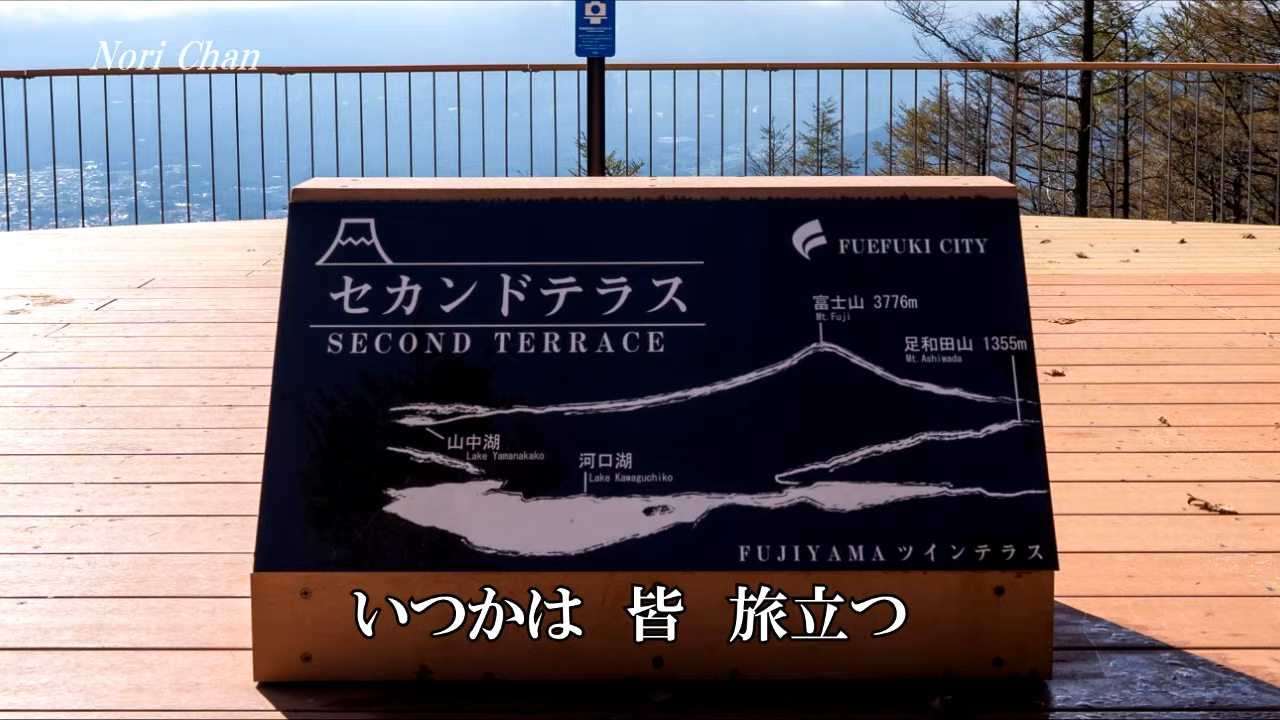 Nori Chan
セカンドテラス
SECOND TERRACE
FUEFUKI CITY
富士山 3776m
Mt.Fuji
足和田山 1355m
Mt.Ashiwada
山中湖
Lake Yamanakako
河口湖
Lake Kawaguchiko
FUJIYAMA ツインテラス
いつかは 皆 旅立つ